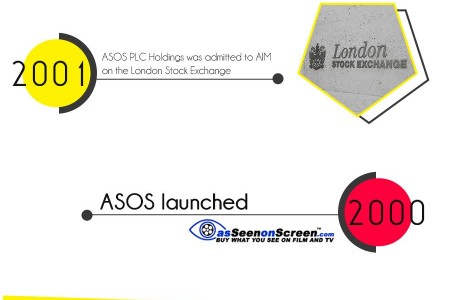 2001
ASOS PLC Holdings was admitted to AIM
on the London Stock Exchange
London
STOCK EXCHANGE
ASOS launched
2000
asSeenonScreen.com™
BUY WHAT YOU SEE ON FILM AND TV